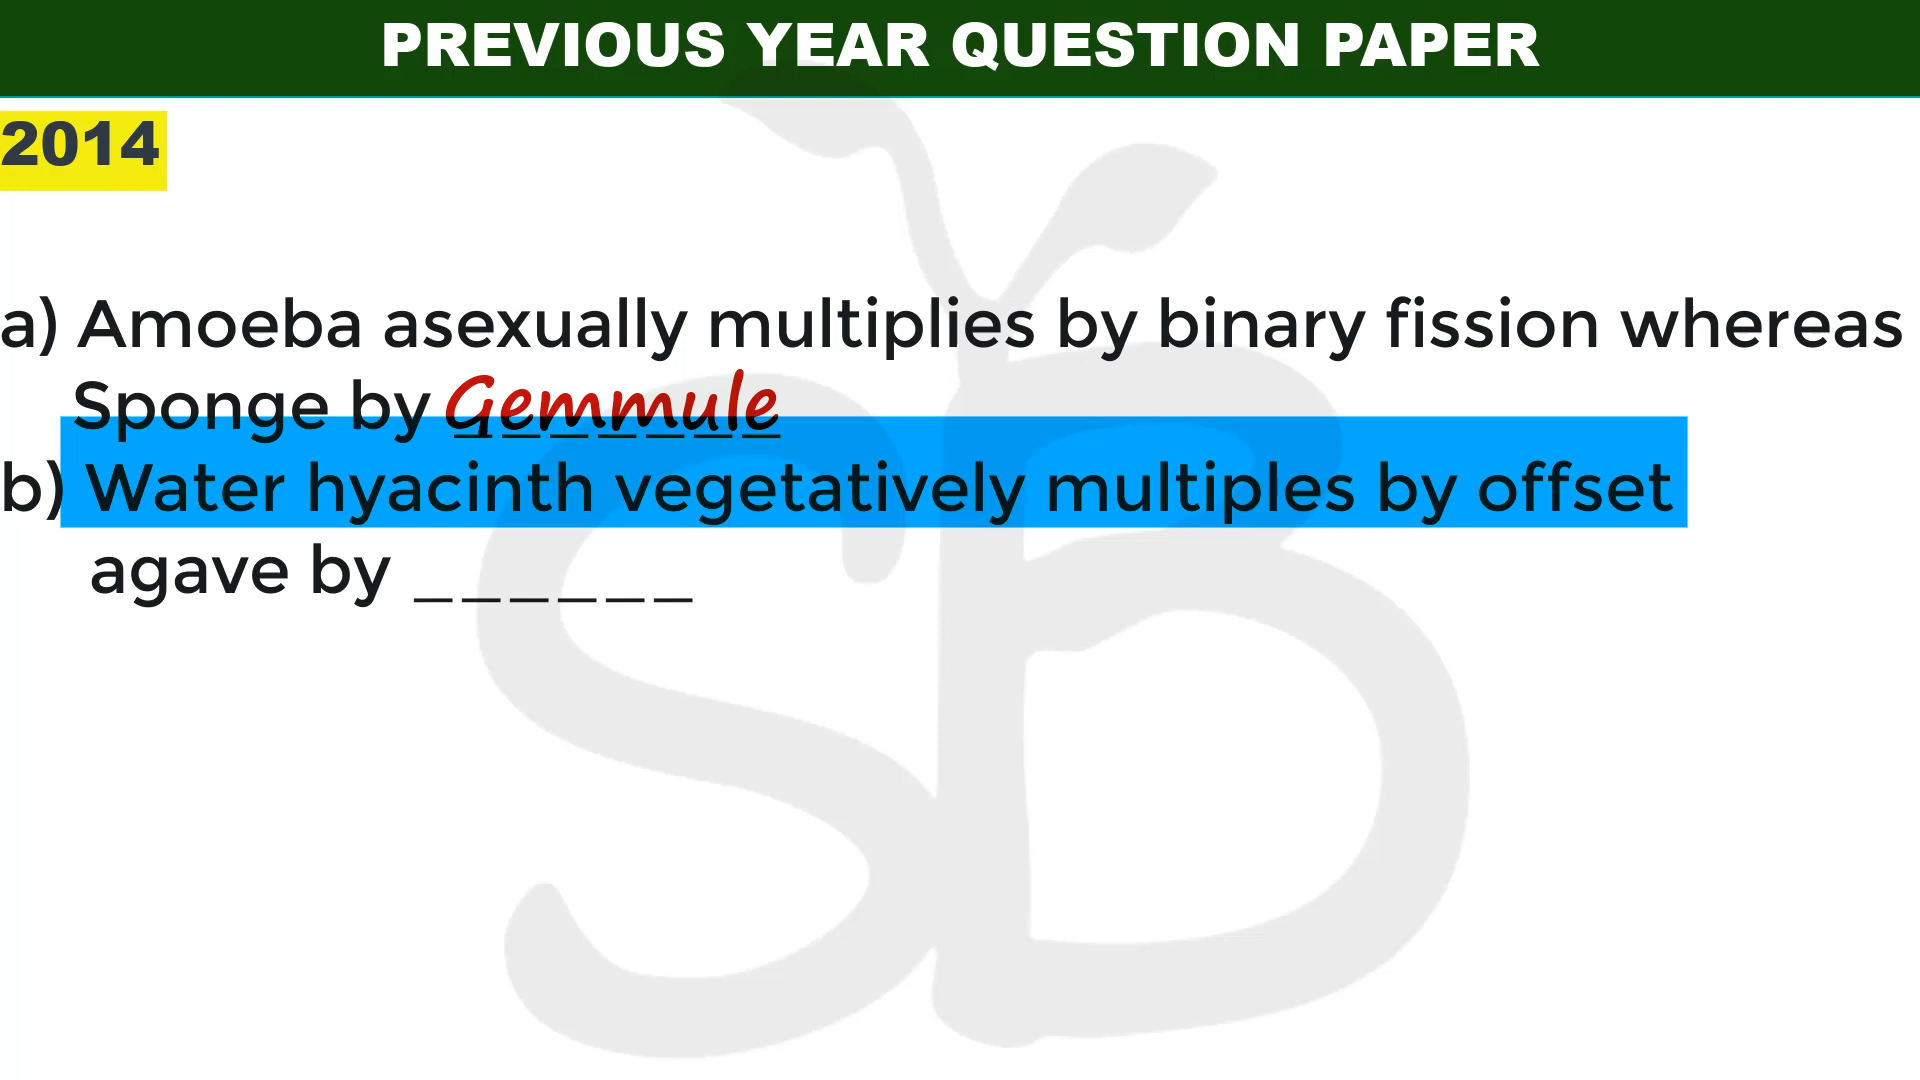 PREVIOUS YEAR QUESTION PAPER
2014
a) Amoeba asexually multiplies by binary fission whereas
Sponge by Gemmule
b) Water hyacinth vegetatively multiples by offset
agave by ______
SB